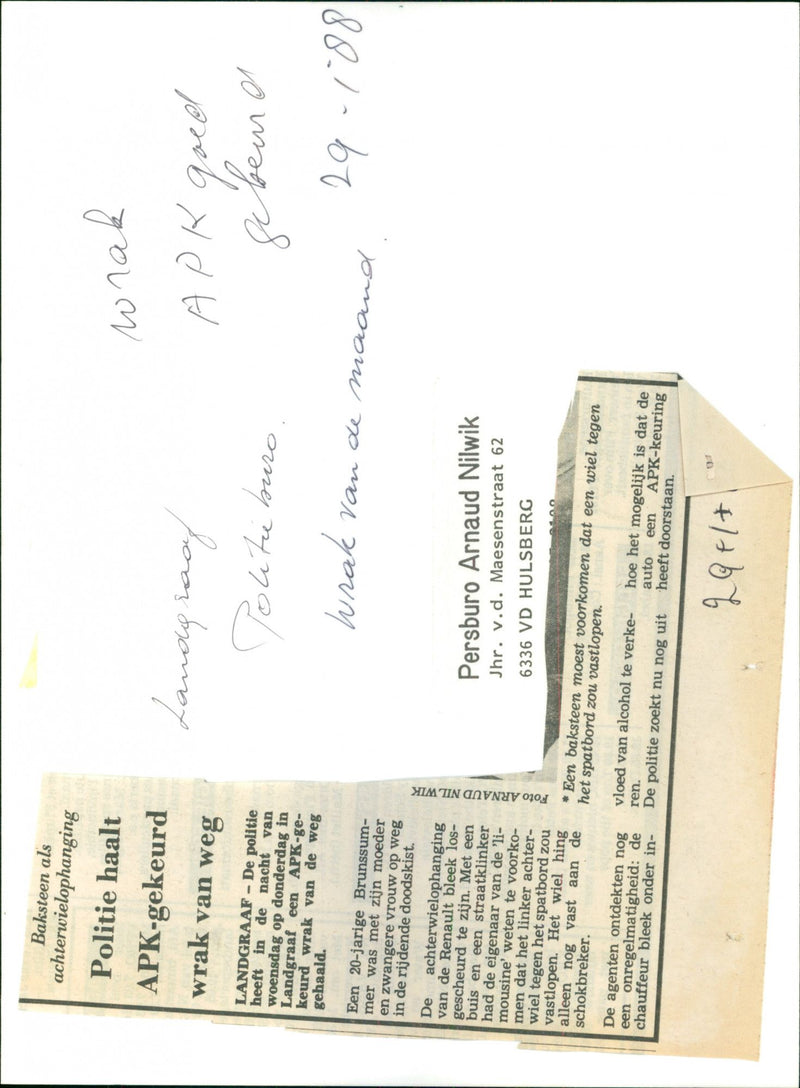 wrak
Landgraaf APK goed
Politieburo. gekeurd
wrak van de maand. 29-1-'88
Persburo Arnaud Nilwik
Jhr. v.d. Maesenstraat 62
6336 VD HULSBERG
Baksteen als
achterwielophanging
Politie haalt
APK-gekeurd
wrak van weg
LANDGRAAF – De politie
heeft in de nacht van
woensdag op donderdag in
Landgraaf een APK-ge-
keurd wrak van de weg
gehaald.
Een 20-jarige Brunssum-
mer was met zijn moeder
en zwangere vrouw op weg
in de rijdende doodskist.
De achterwielophanging
van de Renault bleek los-
gescheurd te zijn. Met een
buis en een straatklinker
had de eigenaar van de 'li-
mousine' weten te voorko-
men dat het linker achter-
wiel tegen het spatbord zou
vastlopen. Het wiel hing
alleen nog vast aan de
schokbreker.
De agenten ontdekten nog
een onregelmatigheid: de
chauffeur bleek onder in-
Foto ARNAUD NILWIK
* Een baksteen moest voorkomen dat een wiel tegen
het spatbord zou vastlopen.
vloed van alcohol te verke-
ren.
De politie zoekt nu nog uit
hoe het mogelijk is dat de
auto een APK-keuring
heeft doorstaan.